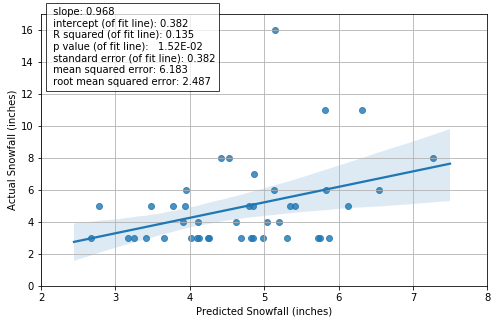 slope: 0.968
intercept (of fit line): 0.382
R squared (of fit line): 0.135
p value (of fit line): 1.52E-02
standard error (of fit line): 0.382
mean squared error: 6.183
root mean squared error: 2.487
16
14
12
10
8
6
4
2
0
Actual Snowfall (inches)
2 3 4 5 6 7 8
Predicted Snowfall (inches)